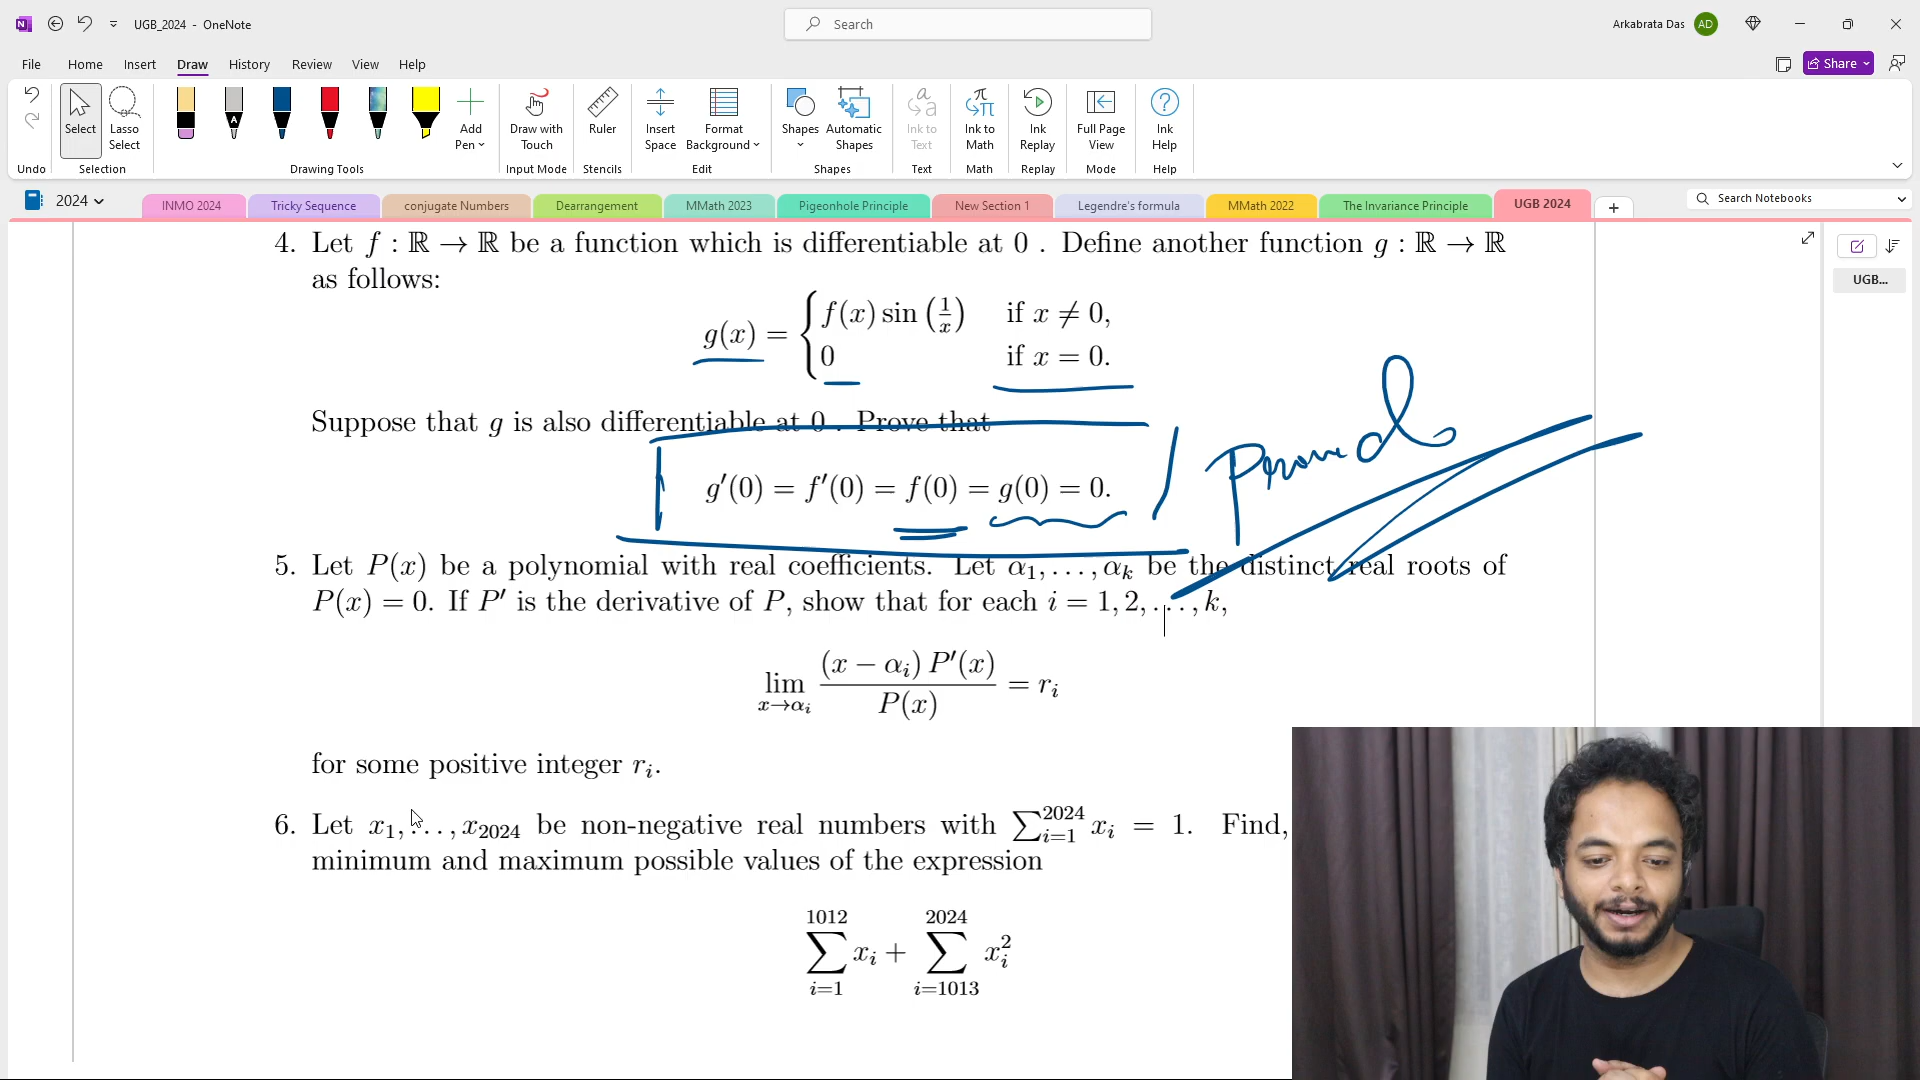 UGB_2024 - OneNote
Search
Arkabrata Das AD
File Home Insert Draw History Review View Help
Share
Undo
Select
Lasso Select
Selection
A
Add Pen
Drawing Tools
Draw with Touch
Input Mode
Ruler
Stencils
Insert Space
Format Background
Edit
Shapes
Automatic Shapes
Shapes
Ink to Text
Text
Ink to Math
Math
Ink Replay
Replay
Full Page View
Mode
Ink Help
Help
2024 INMO 2024 Tricky Sequence conjugate Numbers Dearrangement MMath 2023 Pigeonhole Principle New Section 1 Legendre's formula MMath 2022 The Invariance Principle UGB 2024 +
Search Notebooks
UGB...
4. Let f : ℝ → ℝ be a function which is differentiable at 0 . Define another function g : ℝ → ℝ
as follows:
g(x) = { f(x) sin (1/x) if x ≠ 0,
0 if x = 0.
Suppose that g is also differentiable at 0 . Prove that
g′(0) = f′(0) = f(0) = g(0) = 0.
Proved
5. Let P(x) be a polynomial with real coefficients. Let α₁, . . . , αₖ be the distinct real roots of
P(x) = 0. If P′ is the derivative of P, show that for each i = 1, 2, . . . , k,
lim x→αᵢ (x − αᵢ) P′(x) / P(x) = rᵢ
for some positive integer rᵢ.
6. Let x₁, . . . , x₂₀₂₄ be non-negative real numbers with ∑_{i=1}^{2024} xᵢ = 1. Find,
minimum and maximum possible values of the expression
∑_{i=1}^{1012} xᵢ + ∑_{i=1013}^{2024} xᵢ²